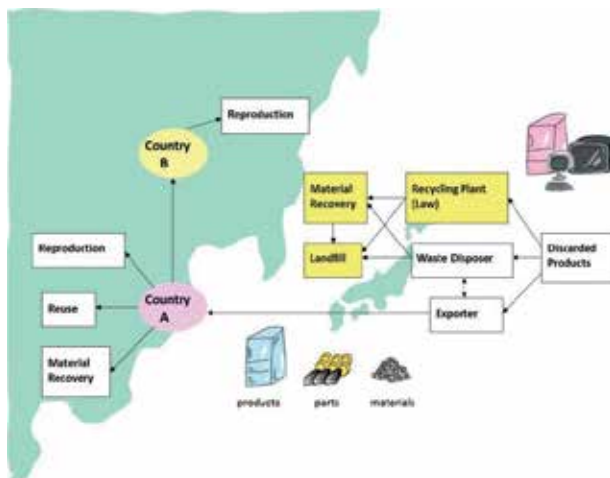 Reproduction
Country
B
Material
Recovery
Recycling Plant
(Law)
Reproduction
Landfill
Waste Disposer
Discarded
Products
Reuse
Country
A
Exporter
Material
Recovery
products
parts
materials